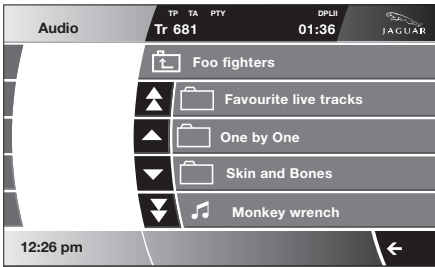 TP TA PTY DPLII
Audio Tr 681 01:36 JAGUAR
Foo fighters
Favourite live tracks
One by One
Skin and Bones
Monkey wrench
12:26 pm